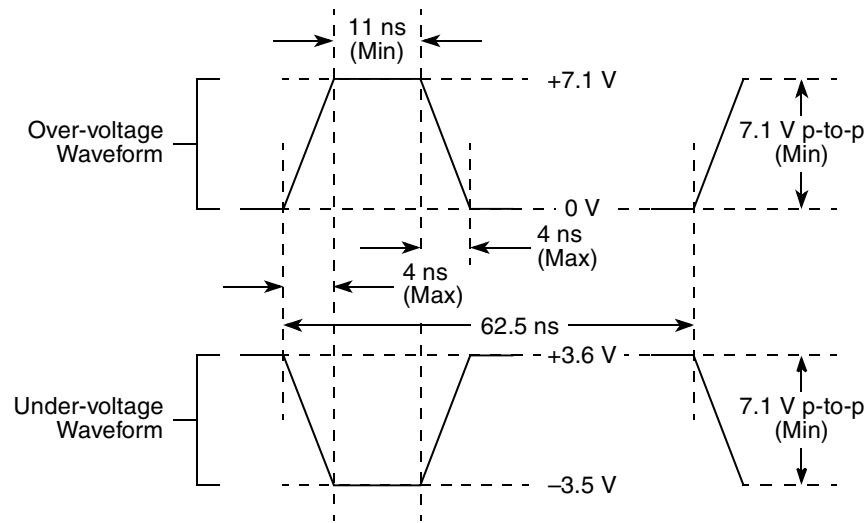 11 ns
(Min)
+7.1 V
Over-voltage
Waveform
7.1 V p-to-p
(Min)
0 V
4 ns
(Max)
4 ns
(Max)
62.5 ns
+3.6 V
Under-voltage
Waveform
7.1 V p-to-p
(Min)
–3.5 V